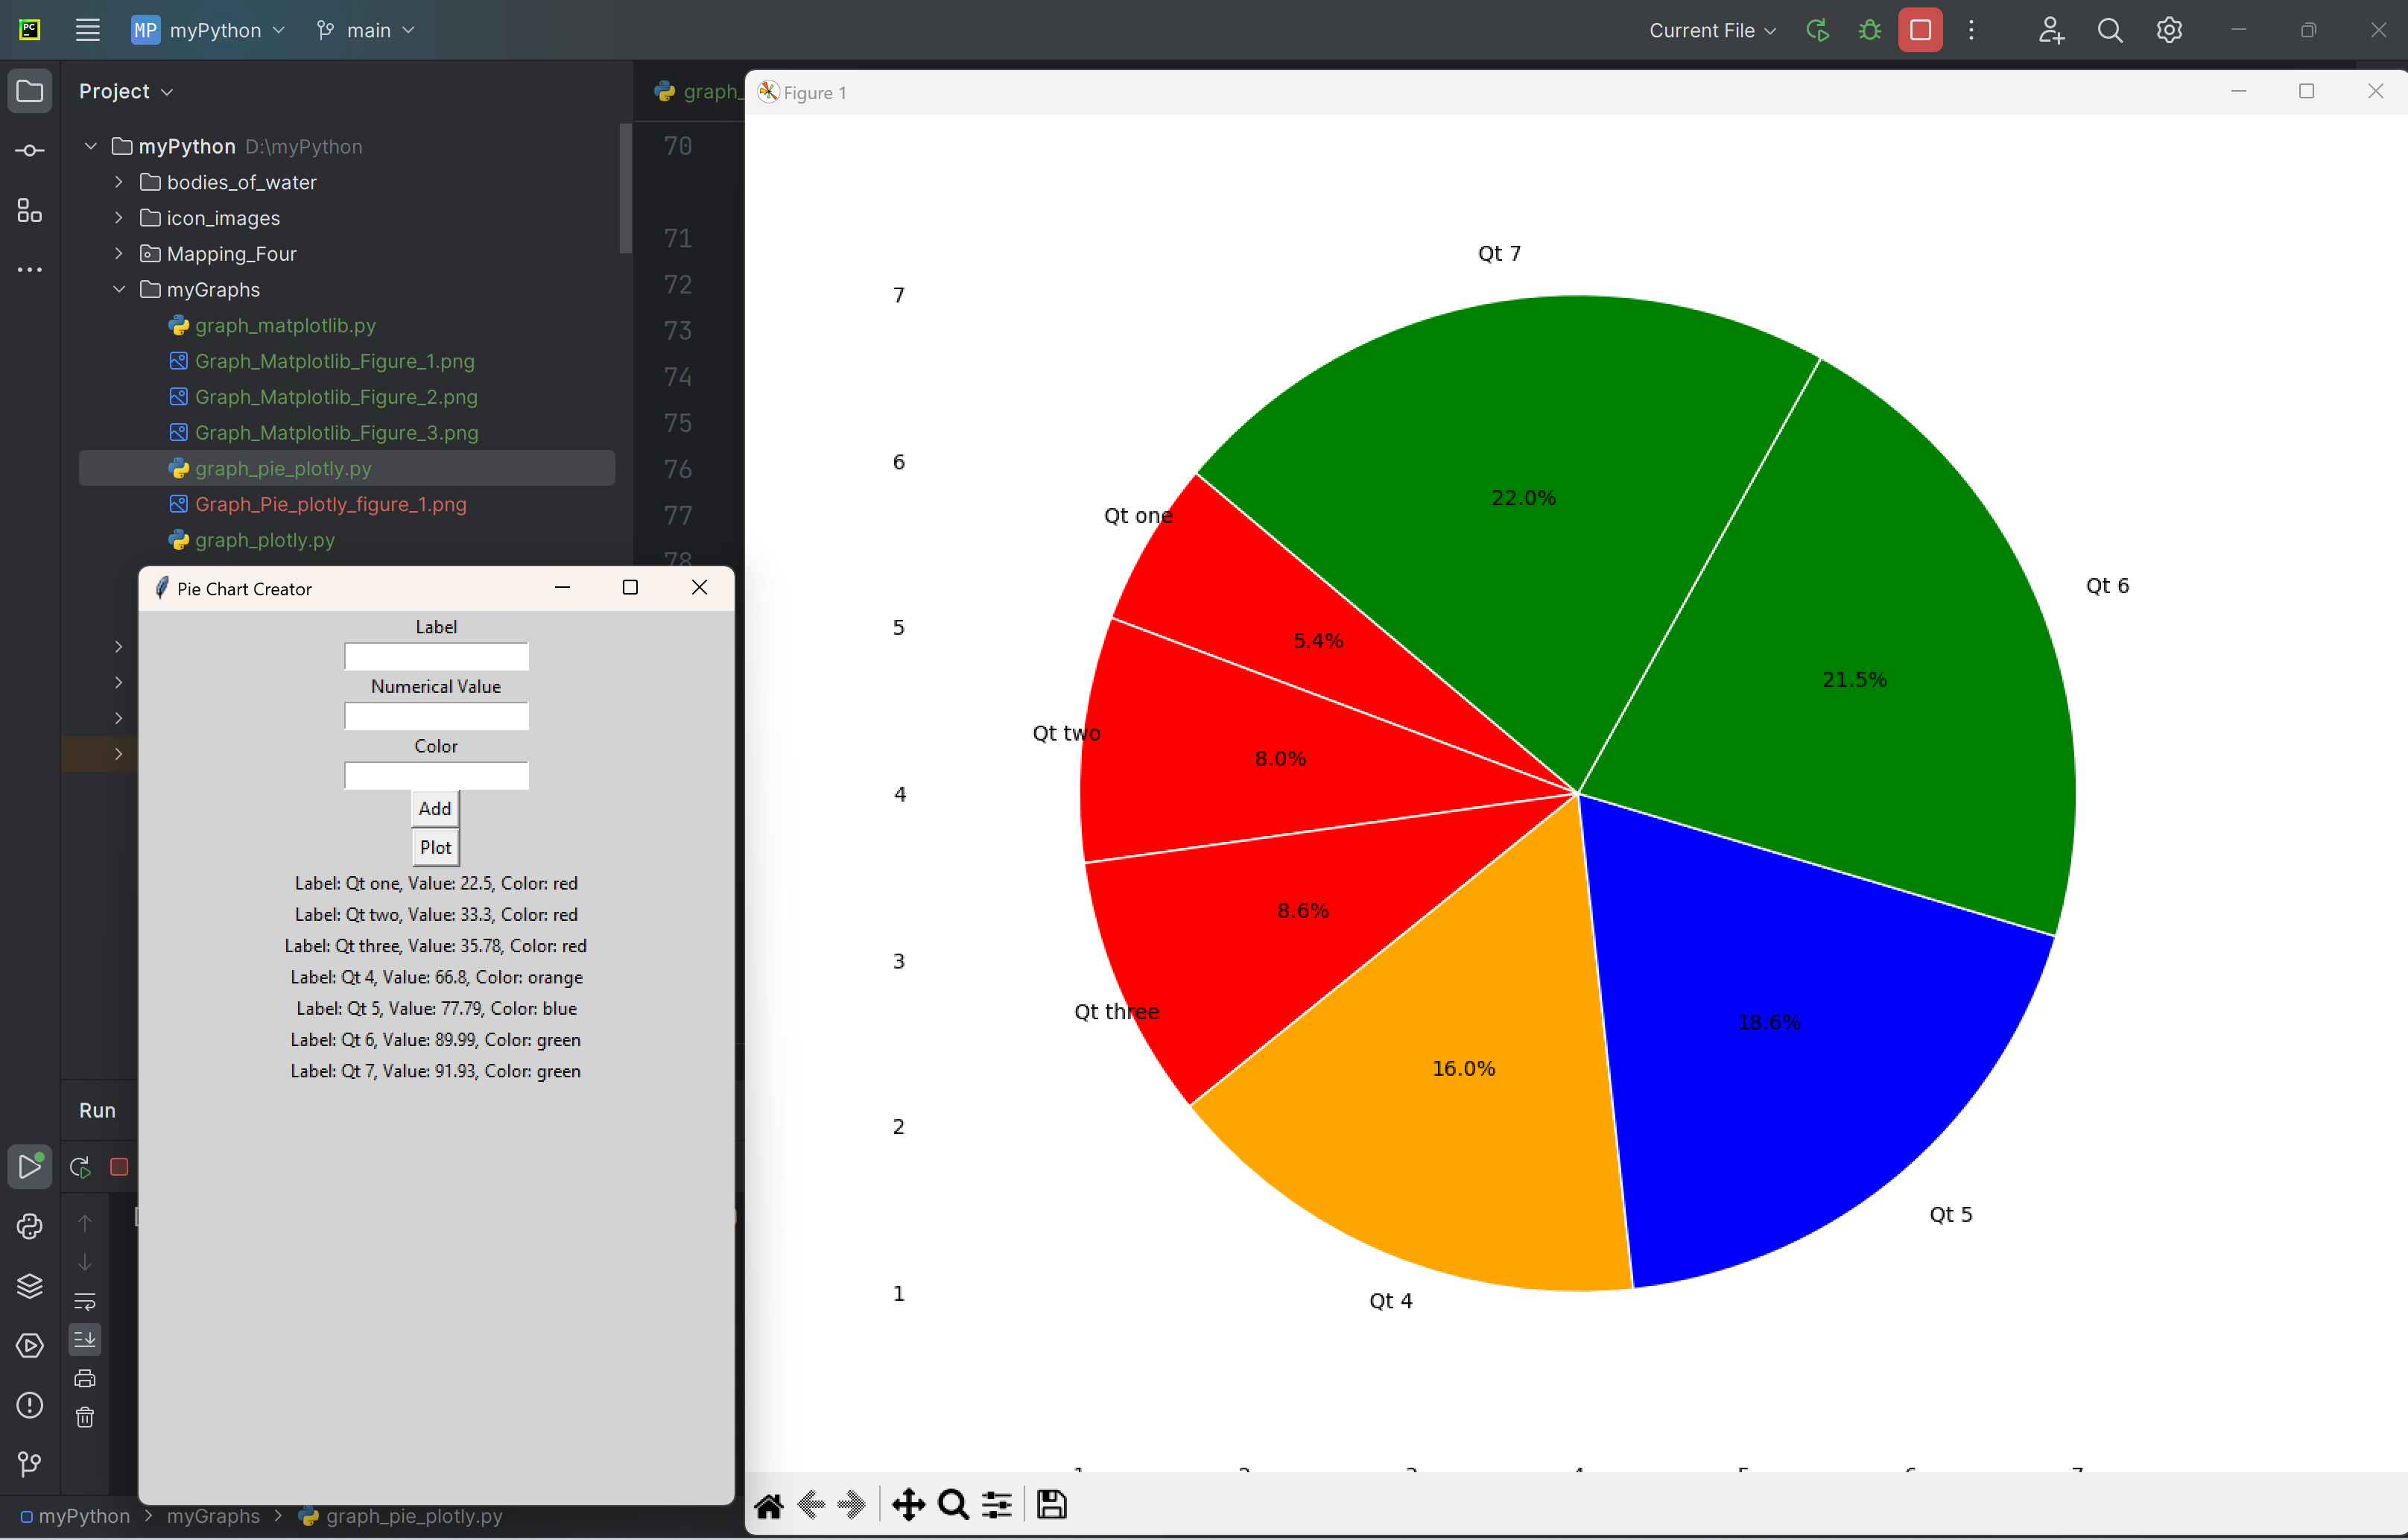 MP myPython main Current File
Project
myPython D:\myPython
bodies_of_water
icon_images
Mapping_Four
myGraphs
graph_matplotlib.py
Graph_Matplotlib_Figure_1.png
Graph_Matplotlib_Figure_2.png
Graph_Matplotlib_Figure_3.png
graph_pie_plotly.py
Graph_Pie_plotly_figure_1.png
graph_plotly.py
graph_
70
71
72
73
74
75
76
77
78
Pie Chart Creator
Label
Numerical Value
Color
Add
Plot
Label: Qt one, Value: 22.5, Color: red
Label: Qt two, Value: 33.3, Color: red
Label: Qt three, Value: 35.78, Color: red
Label: Qt 4, Value: 66.8, Color: orange
Label: Qt 5, Value: 77.79, Color: blue
Label: Qt 6, Value: 89.99, Color: green
Label: Qt 7, Value: 91.93, Color: green
Run
myPython myGraphs graph_pie_plotly.py
Figure 1
Qt 7
7
6
22.0%
Qt one
Qt 6
5
5.4%
21.5%
Qt two
8.0%
4
8.6%
3
Qt three
18.6%
16.0%
2
Qt 5
1
Qt 4